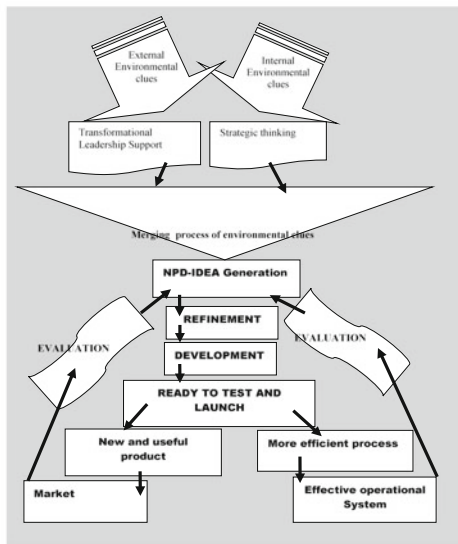 External
Environmental
clues
Internal
Environmental
clues
Transformational
Leadership Support
Strategic thinking
Merging process of environmental clues
NPD-IDEA Generation
REFINEMENT
EVALUATION
EVALUATION
DEVELOPMENT
READY TO TEST AND
LAUNCH
New and useful
product
More efficient process
Market
Effective operational
System